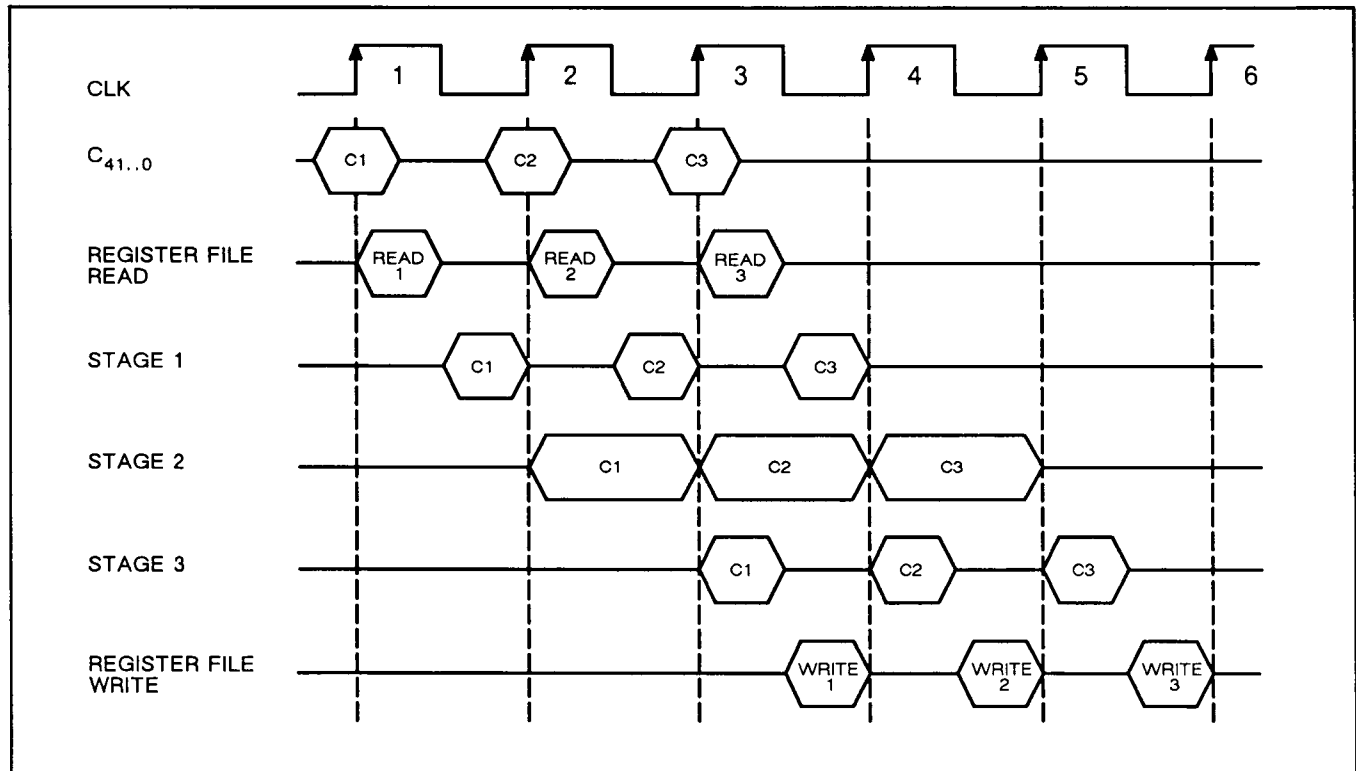 1 2 3 4 5 6
CLK
C41..0 C1 C2 C3
REGISTER FILE
READ
READ
1
READ
2
READ
3
STAGE 1 C1 C2 C3
STAGE 2 C1 C2 C3
STAGE 3 C1 C2 C3
REGISTER FILE
WRITE
WRITE
1
WRITE
2
WRITE
3